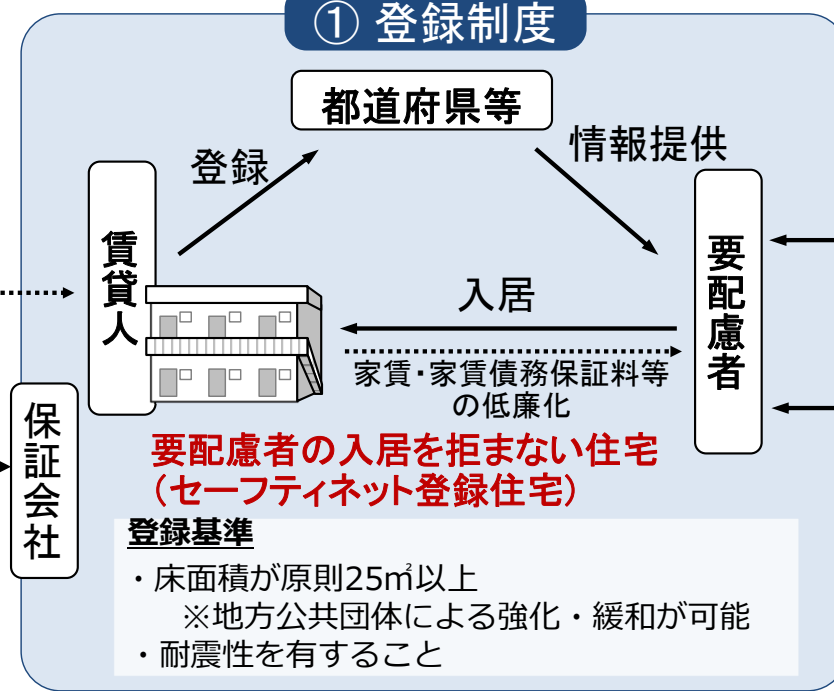 ① 登録制度
都道府県等
登録
情報提供
賃貸人
要配慮者
入居
家賃・家賃債務保証料等
の低廉化
保証会社
要配慮者の入居を拒まない住宅
（セーフティネット登録住宅）
登録基準
・床面積が原則25㎡以上
※地方公共団体による強化・緩和が可能
・耐震性を有すること